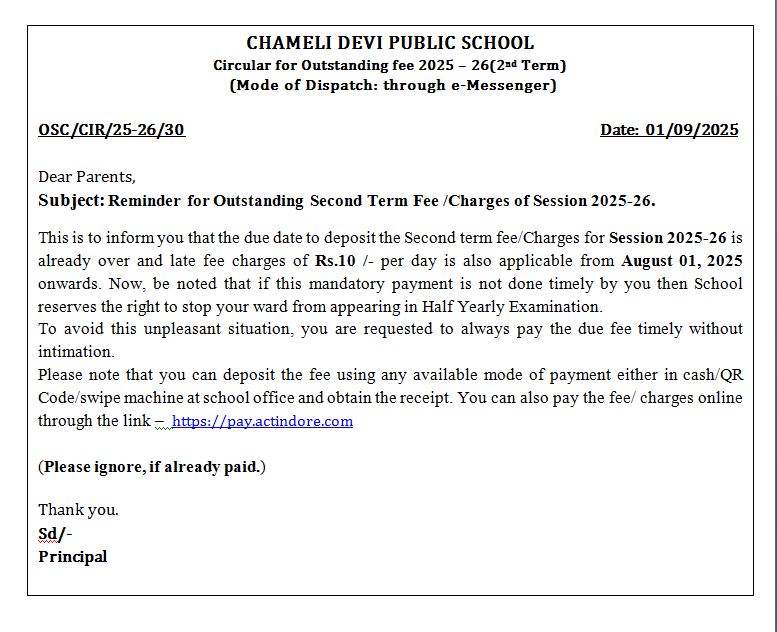 CHAMELI DEVI PUBLIC SCHOOL
Circular for Outstanding fee 2025 – 26(2nd Term)
(Mode of Dispatch: through e-Messenger)
OSC/CIR/25-26/30 Date: 01/09/2025
Dear Parents,
Subject: Reminder for Outstanding Second Term Fee /Charges of Session 2025-26.
This is to inform you that the due date to deposit the Second term fee/Charges for Session 2025-26 is
already over and late fee charges of Rs.10 /- per day is also applicable from August 01, 2025
onwards. Now, be noted that if this mandatory payment is not done timely by you then School
reserves the right to stop your ward from appearing in Half Yearly Examination.
To avoid this unpleasant situation, you are requested to always pay the due fee timely without
intimation.
Please note that you can deposit the fee using any available mode of payment either in cash/QR
Code/swipe machine at school office and obtain the receipt. You can also pay the fee/ charges online
through the link – https://pay.actindore.com
(Please ignore, if already paid.)
Thank you.
Sd/-
Principal